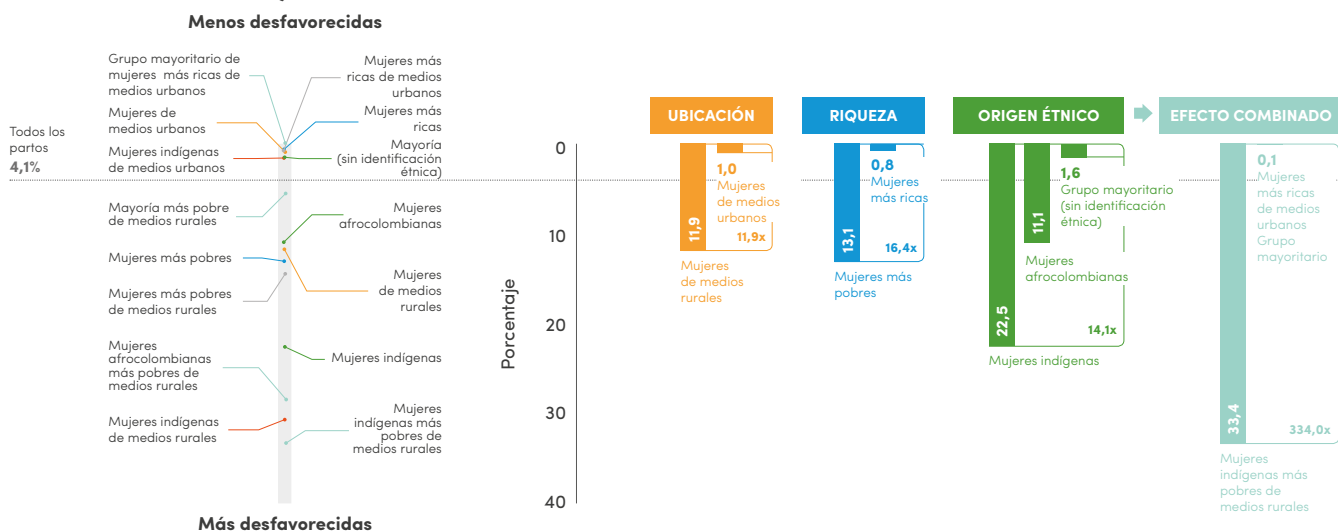 Menos desfavorecidas
Grupo mayoritario de
mujeres más ricas de
medios urbanos
Mujeres de
medios urbanos
Mujeres indígenas
de medios urbanos
Todos los
partos
4,1%
Mayoría más pobre
de medios rurales
Mujeres más pobres
Mujeres más pobres
de medios rurales
Mujeres
afrocolombianas
más pobres de
medios rurales
Mujeres indígenas
de medios rurales
Mujeres más
ricas de medios
urbanos
Mujeres más
ricas
Mayoría
(sin identificación
étnica)
Mujeres
afrocolombianas
Mujeres
de medios
rurales
Mujeres indígenas
Mujeres
indígenas más
pobres de
medios rurales
Más desfavorecidas
Porcentaje
0
10
20
30
40
UBICACIÓN
11,9
1,0
Mujeres
de medios
urbanos
11,9x
Mujeres
de medios
rurales
RIQUEZA
13,1
0,8
Mujeres
más ricas
16,4x
Mujeres más
pobres
ORIGEN ÉTNICO
22,5
11,1
1,6
Grupo mayoritario
(sin identificación
étnica)
Mujeres
afrocolombianas
14,1x
Mujeres indígenas
EFECTO COMBINADO
33,4
0,1
Mujeres
más ricas
de medios
urbanos
Grupo
mayoritario
334,0x
Mujeres
indígenas más
pobres de
medios rurales